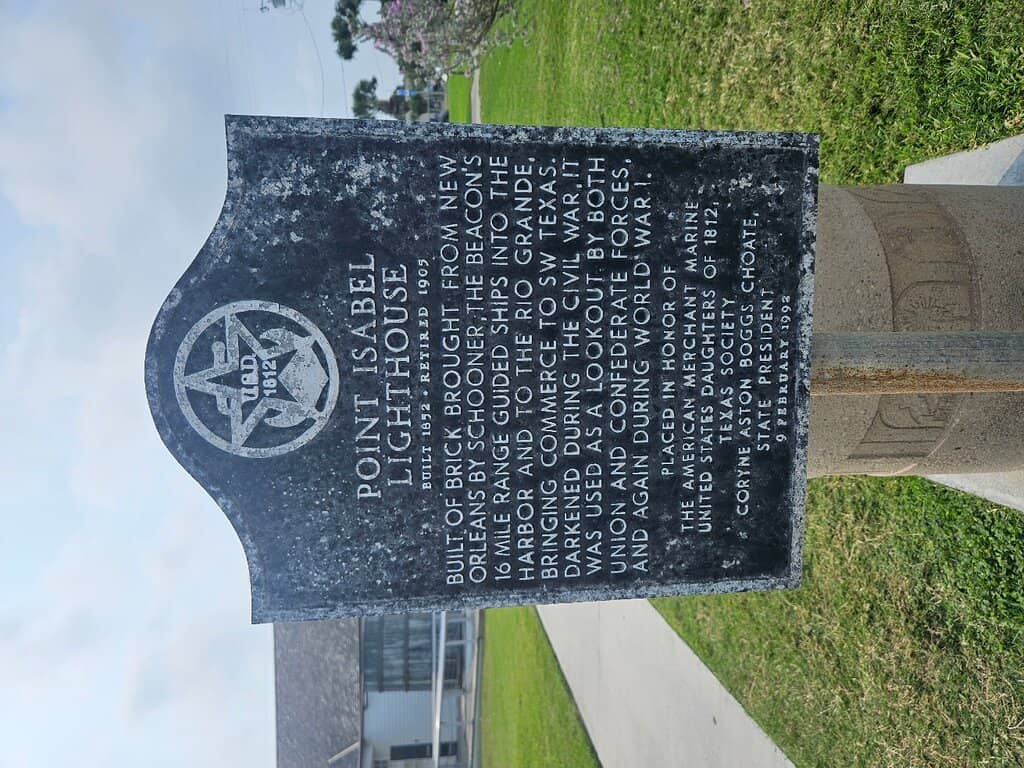 U.S.D.
1812
POINT ISABEL
LIGHTHOUSE
BUILT 1852 • RETIRED 1905
BUILT OF BRICK BROUGHT FROM NEW
ORLEANS BY SCHOONER, THE BEACON'S
16 MILE RANGE GUIDED SHIPS INTO THE
HARBOR AND TO THE RIO GRANDE,
BRINGING COMMERCE TO SW TEXAS.
DARKENED DURING THE CIVIL WAR, IT
WAS USED AS A LOOKOUT BY BOTH
UNION AND CONFEDERATE FORCES,
AND AGAIN DURING WORLD WAR I.
PLACED IN HONOR OF
THE AMERICAN MERCHANT MARINE
UNITED STATES DAUGHTERS OF 1812,
TEXAS SOCIETY
CORYNE ASTON BOGGS CHOATE,
STATE PRESIDENT
9 FEBRUARY 1992